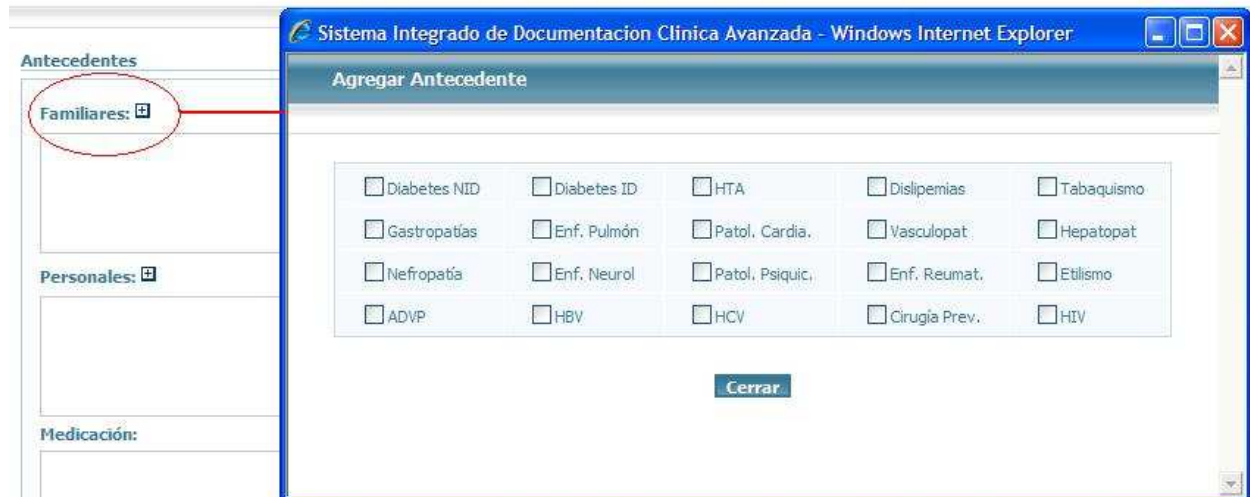 Sistema Integrado de Documentacion Clinica Avanzada - Windows Internet Explorer
Antecedentes
Agregar Antecedente
Familiares:
Diabetes NID Diabetes ID HTA Dislipemias Tabaquismo
Gastropatías Enf. Pulmón Patol. Cardia. Vasculopat Hepatopat
Nefropatía Enf. Neurol Patol. Psiquic. Enf. Reumat. Etilismo
ADVP HBV HCV Cirugía Prev. HIV
Personales:
Cerrar
Medicación: